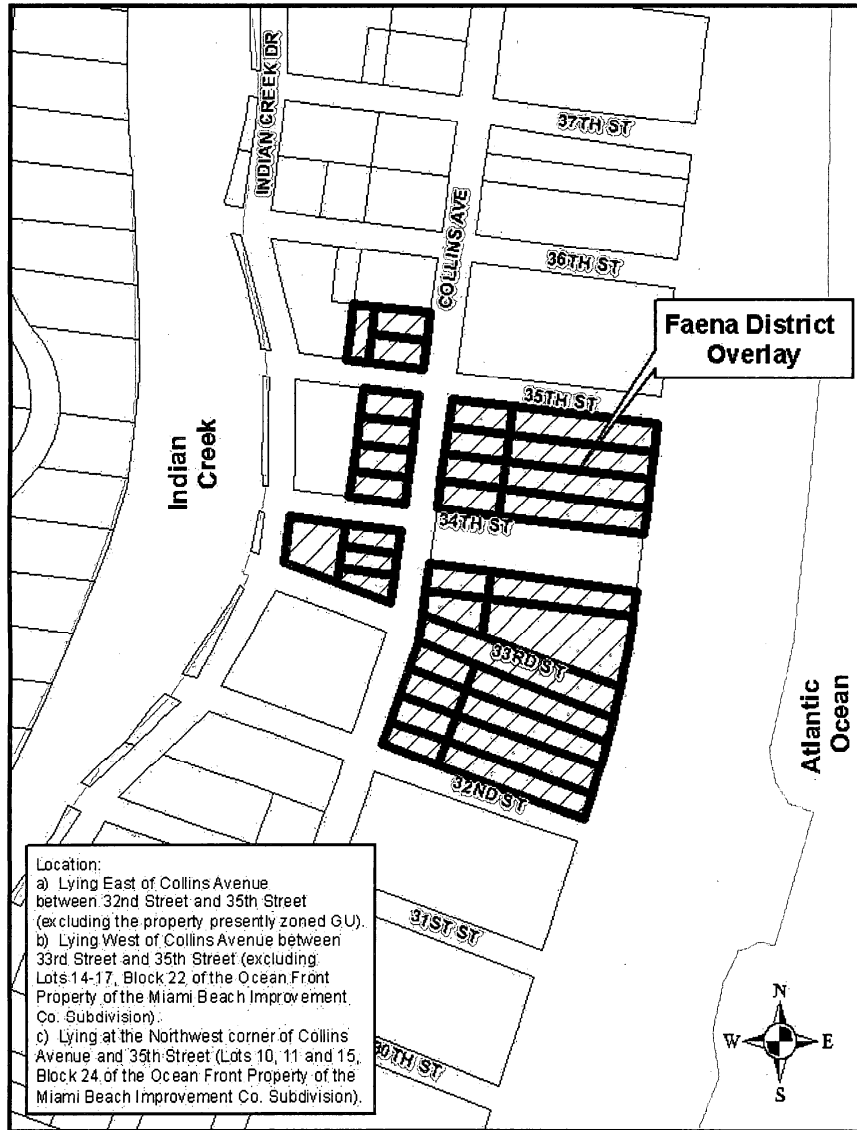 INDIAN CREEK DR
37TH ST
COLLINS AVE
36TH ST
Faena District
Overlay
35TH ST
Indian
Creek
34TH ST
33RD ST
Atlantic
Ocean
32ND ST
Location:
a) Lying East of Collins Avenue
between 32nd Street and 35th Street
(excluding the property presently zoned GU).
b) Lying West of Collins Avenue between
33rd Street and 35th Street (excluding
Lots 14-17, Block 22 of the Ocean Front
Property of the Miami Beach Improvement
Co. Subdivision).
c) Lying at the Northwest corner of Collins
Avenue and 35th Street (Lots 10, 11 and 15,
Block 24 of the Ocean Front Property of the
Miami Beach Improvement Co. Subdivision).
31ST ST
30TH ST
N
W E
S